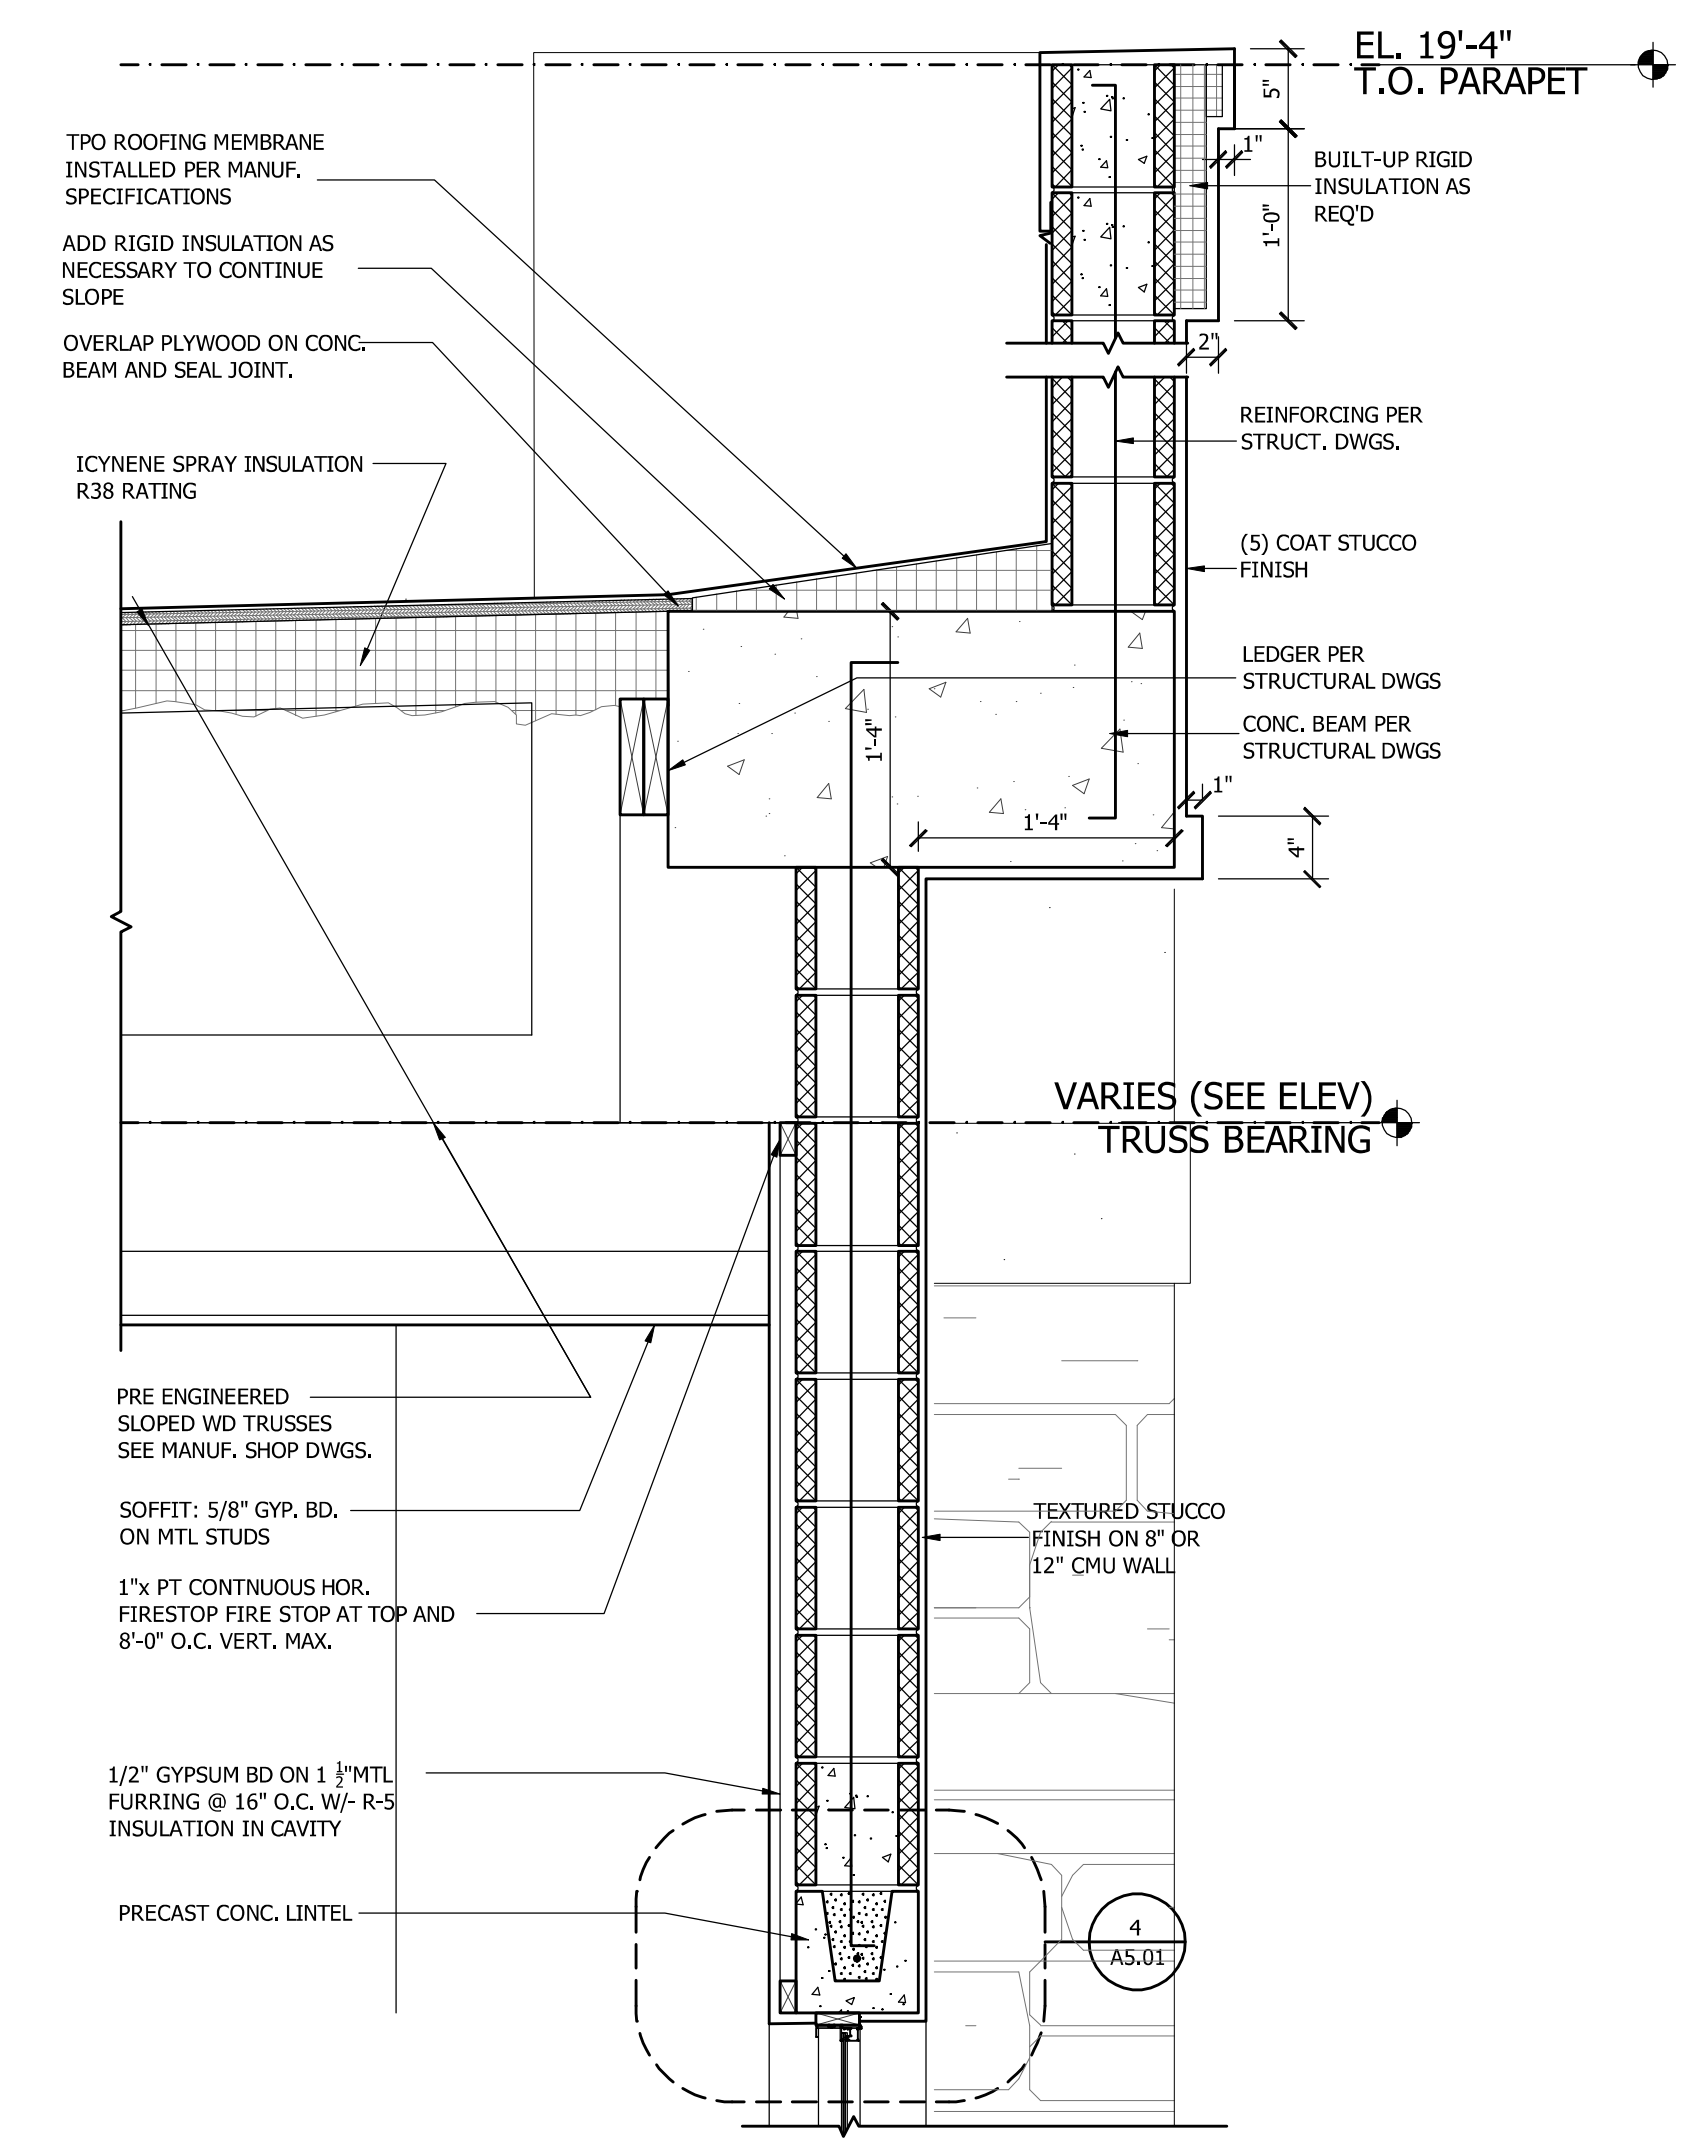 EL. 19'-4"
T.O. PARAPET
5"
1"
1'-0"
2"
TPO ROOFING MEMBRANE
INSTALLED PER MANUF.
SPECIFICATIONS
BUILT-UP RIGID
INSULATION AS
REQ'D
ADD RIGID INSULATION AS
NECESSARY TO CONTINUE
SLOPE
OVERLAP PLYWOOD ON CONC.
BEAM AND SEAL JOINT.
REINFORCING PER
STRUCT. DWGS.
ICYNENE SPRAY INSULATION
R38 RATING
(5) COAT STUCCO
FINISH
LEDGER PER
STRUCTURAL DWGS
CONC. BEAM PER
STRUCTURAL DWGS
1'-4"
1'-4"
1"
4"
VARIES (SEE ELEV)
TRUSS BEARING
PRE ENGINEERED
SLOPED WD TRUSSES
SEE MANUF. SHOP DWGS.
SOFFIT: 5/8" GYP. BD.
ON MTL STUDS
TEXTURED STUCCO
FINISH ON 8" OR
12" CMU WALL
1"x PT CONTNUOUS HOR.
FIRESTOP FIRE STOP AT TOP AND
8'-0" O.C. VERT. MAX.
1/2" GYPSUM BD ON 1 1/2"MTL
FURRING @ 16" O.C. W/- R-5
INSULATION IN CAVITY
PRECAST CONC. LINTEL
4
A5.01